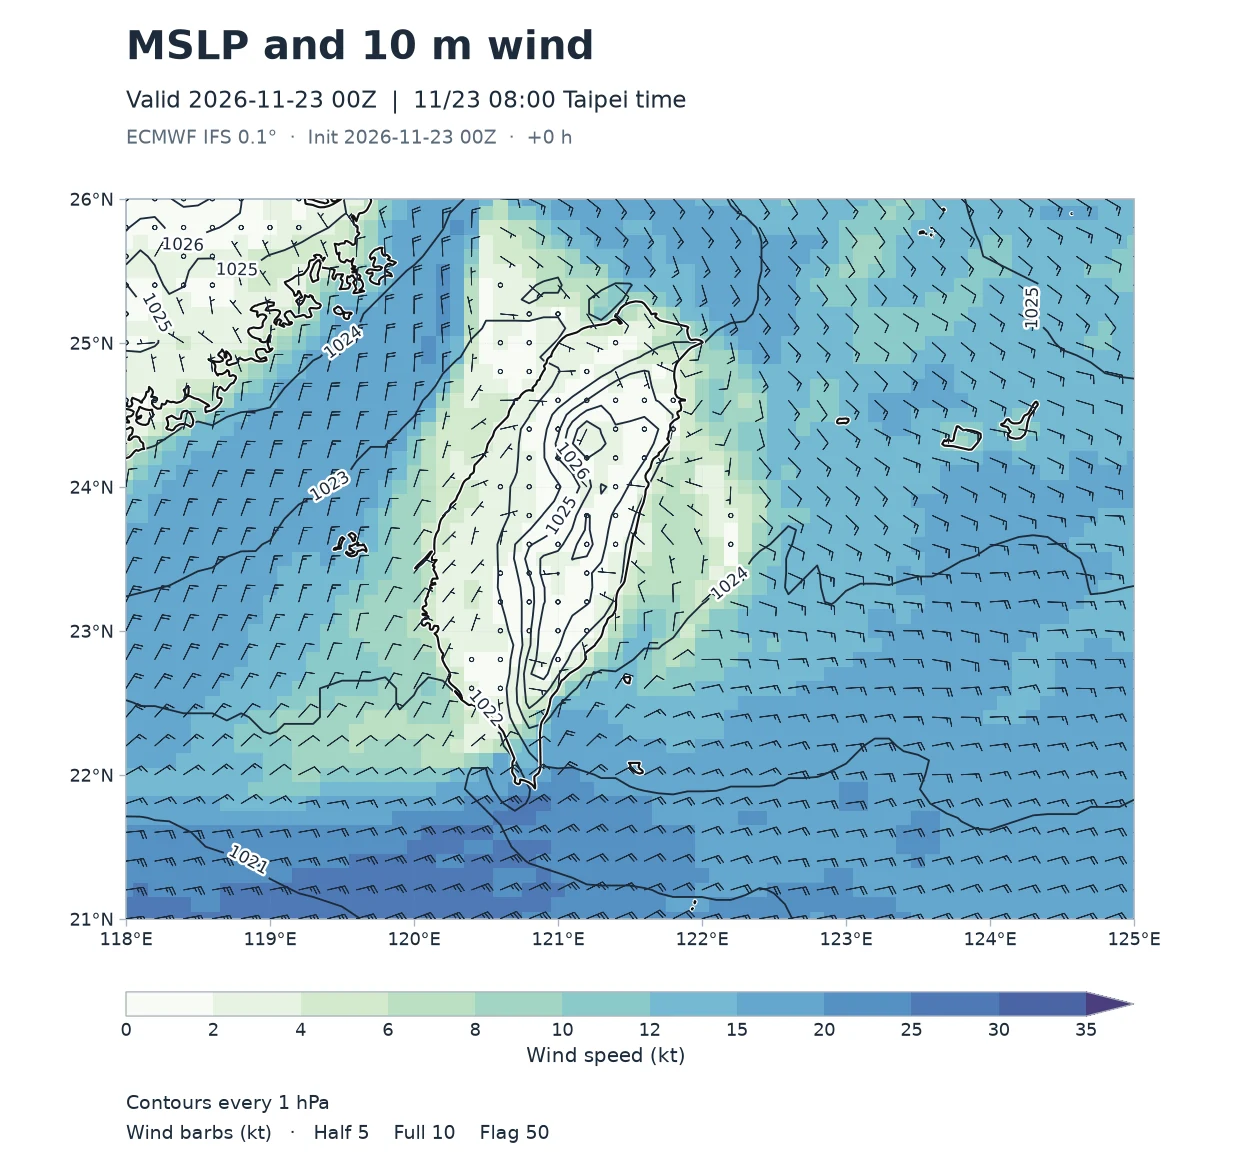 MSLP and 10 m wind
Valid 2026-11-23 00Z | 11/23 08:00 Taipei time
ECMWF IFS 0.1° · Init 2026-11-23 00Z · +0 h
26°N
25°N
24°N
23°N
22°N
21°N
1026
1025
1025
1024
1025
1023
1026
1025
1024
1022
1021
118°E 119°E 120°E 121°E 122°E 123°E 124°E 125°E
0 2 4 6 8 10 12 15 20 25 30 35
Wind speed (kt)
Contours every 1 hPa
Wind barbs (kt) · Half 5 Full 10 Flag 50